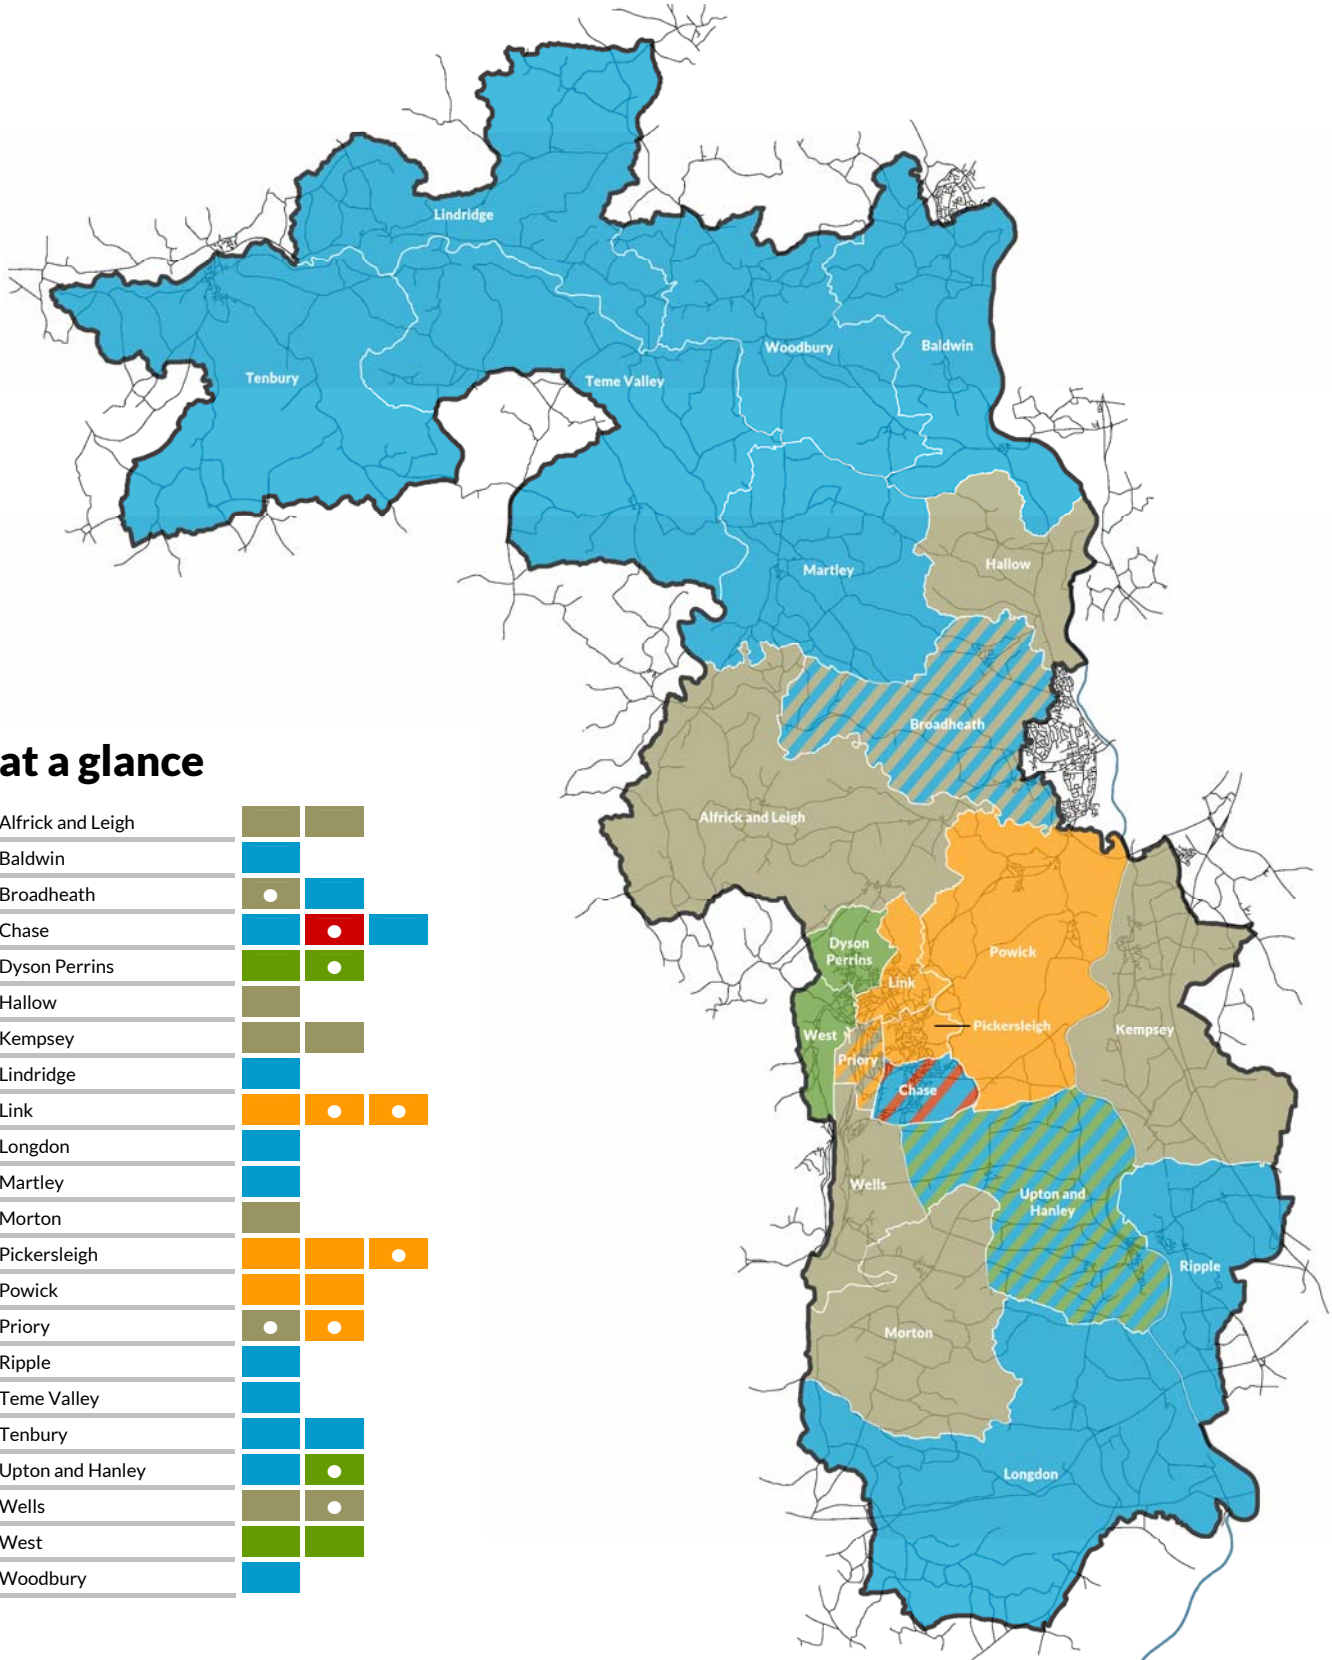 Lindridge
Tenbury
Teme Valley
Woodbury
Baldwin
Martley
Hallow
Broadheath
Alfrick and Leigh
Dyson
Perrins
Link
Powick
West
Priory
Pickersleigh
Kempsey
Chase
Wells
Upton and
Hanley
Ripple
Morton
Longdon
at a glance
Alfrick and Leigh
Baldwin
Broadheath
Chase
Dyson Perrins
Hallow
Kempsey
Lindridge
Link
Longdon
Martley
Morton
Pickersleigh
Powick
Priory
Ripple
Teme Valley
Tenbury
Upton and Hanley
Wells
West
Woodbury